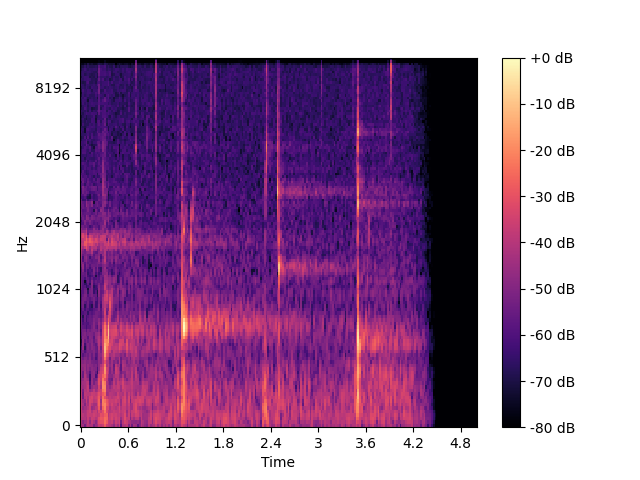 8192
4096
2048
1024
512
0
Hz
0 0.6 1.2 1.8 2.4 3 3.6 4.2 4.8
Time
+0 dB
-10 dB
-20 dB
-30 dB
-40 dB
-50 dB
-60 dB
-70 dB
-80 dB